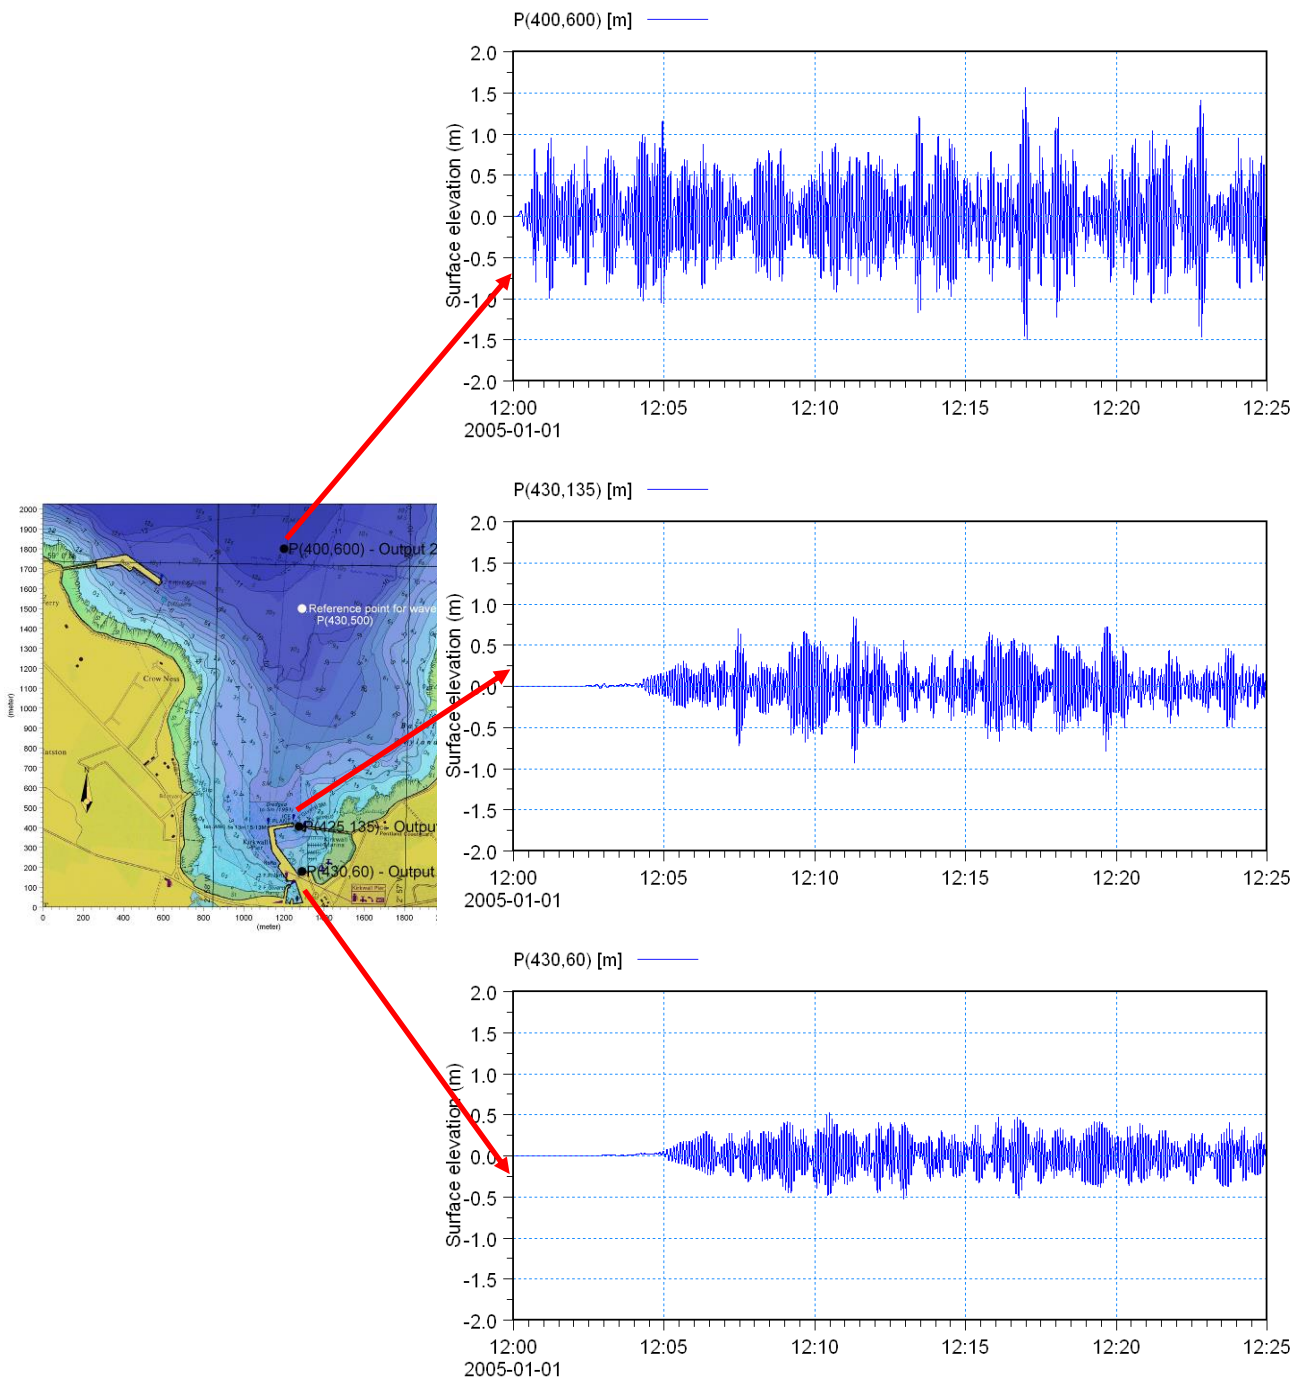 P(400,600) [m]
Surface elevation (m)
2.0
1.5
1.0
0.5
0.0
-0.5
-1.0
-1.5
-2.0
12:00 12:05 12:10 12:15 12:20 12:25
2005-01-01
P(430,135) [m]
Surface elevation (m)
2.0
1.5
1.0
0.5
0.0
-0.5
-1.0
-1.5
-2.0
12:00 12:05 12:10 12:15 12:20 12:25
2005-01-01
2000
1900
1800
1700
1600
1500
1400
1300
1200
1100
1000
900
800
700
600
500
400
300
200
100
0
(meter)
0 200 400 600 800 1000 1200 1400 1600 1800
(meter)
P(400,600) - Output 2
Reference point for wave
P(430,500)
Crow Ness
P(425,135) - Output
Kirkwall
P(430,60) - Output
Kirkwall Pier
P(430,60) [m]
Surface elevation (m)
2.0
1.5
1.0
0.5
0.0
-0.5
-1.0
-1.5
-2.0
12:00 12:05 12:10 12:15 12:20 12:25
2005-01-01